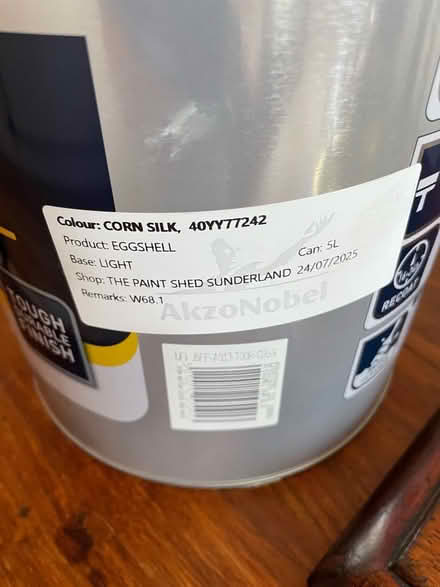 Colour: CORN SILK, 40YY77242
Product: EGGSHELL
Base: LIGHT
Can: 5L
Shop: THE PAINT SHED SUNDERLAND 24/07/2025
Remarks: W68.1
AkzoNobel
TOUGH
FINISH
RECOAT